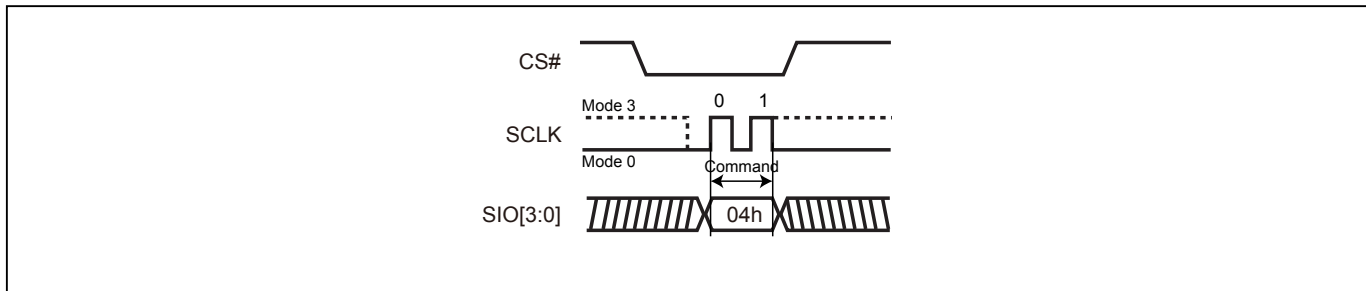 CS#
Mode 3
0 1
SCLK
Mode 0
Command
SIO[3:0]
04h